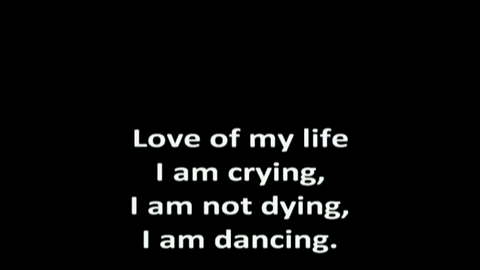 Love of my life
I am crying,
I am not dying,
I am dancing.